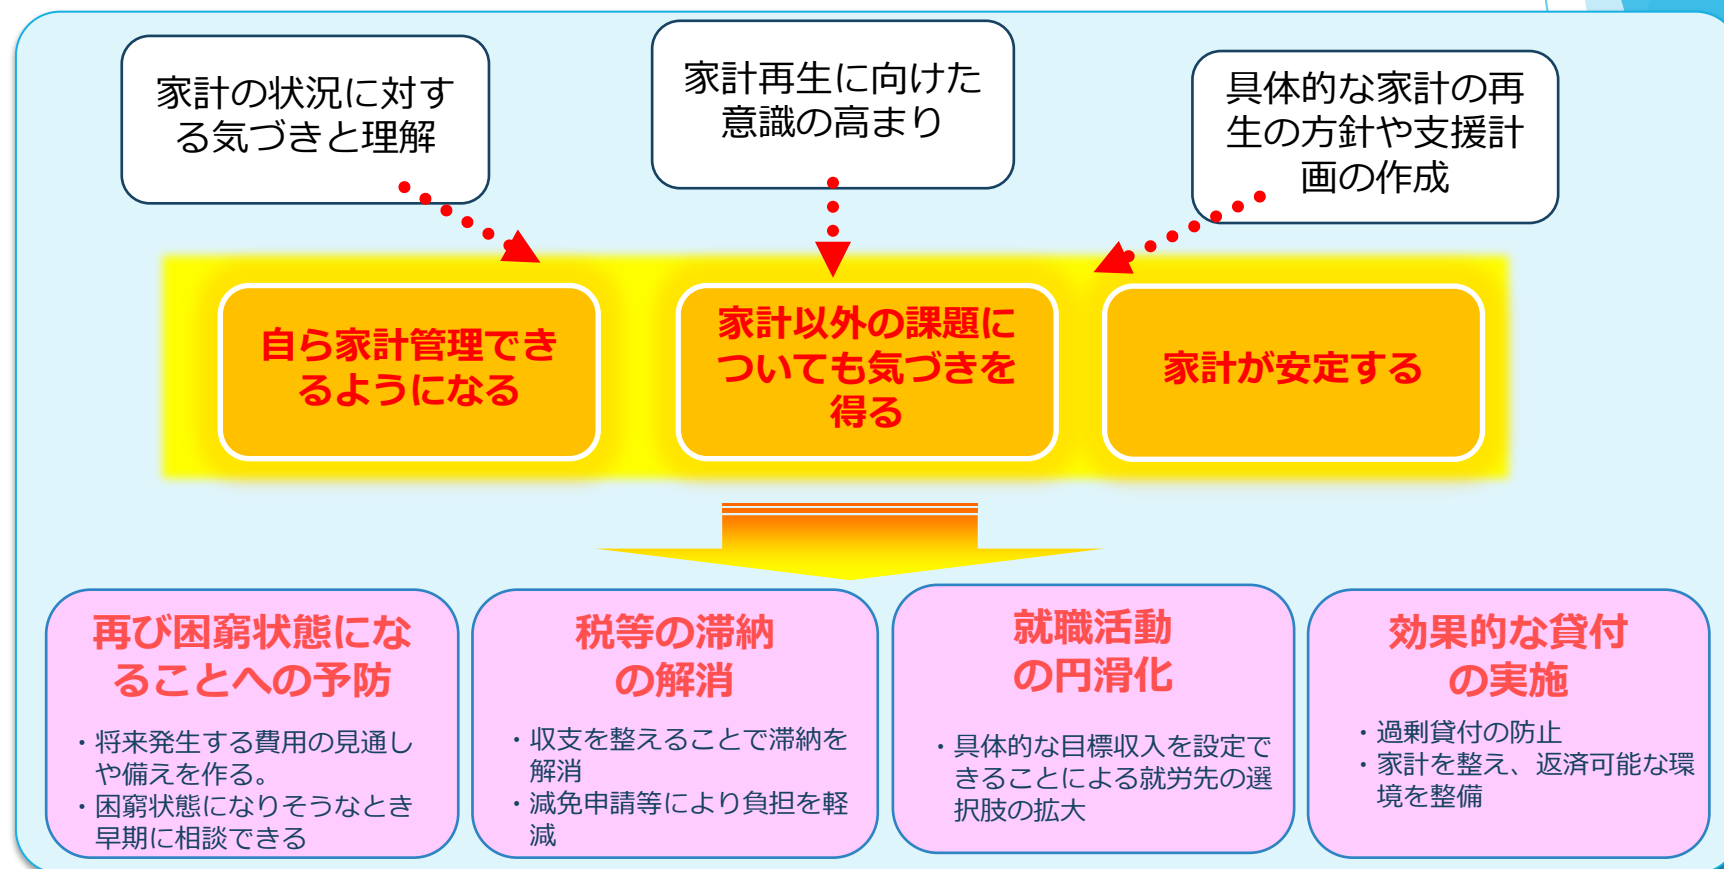 家計の状況に対す
る気づきと理解
家計再生に向けた
意識の高まり
具体的な家計の再
生の方針や支援計
画の作成
自ら家計管理でき
るようになる
家計以外の課題に
ついても気づきを
得る
家計が安定する
再び困窮状態にな
ることへの予防
・将来発生する費用の見通し
や備えを作る。
・困窮状態になりそうなとき
早期に相談できる
税等の滞納
の解消
・収支を整えることで滞納を
解消
・減免申請等により負担を軽
減
就職活動
の円滑化
・具体的な目標収入を設定で
きることによる就労先の選
択肢の拡大
効果的な貸付
の実施
・過剰貸付の防止
・家計を整え、返済可能な環
境を整備